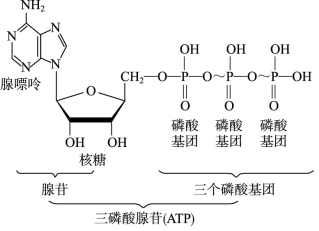 NH₂
N
N
N
N
腺嘌呤
O
CH₂—O—P—O~P—O~P—OH
OH OH OH
O O O
OH OH
核糖
磷酸基团 磷酸基团 磷酸基团
腺苷
三个磷酸基团
三磷酸腺苷(ATP)